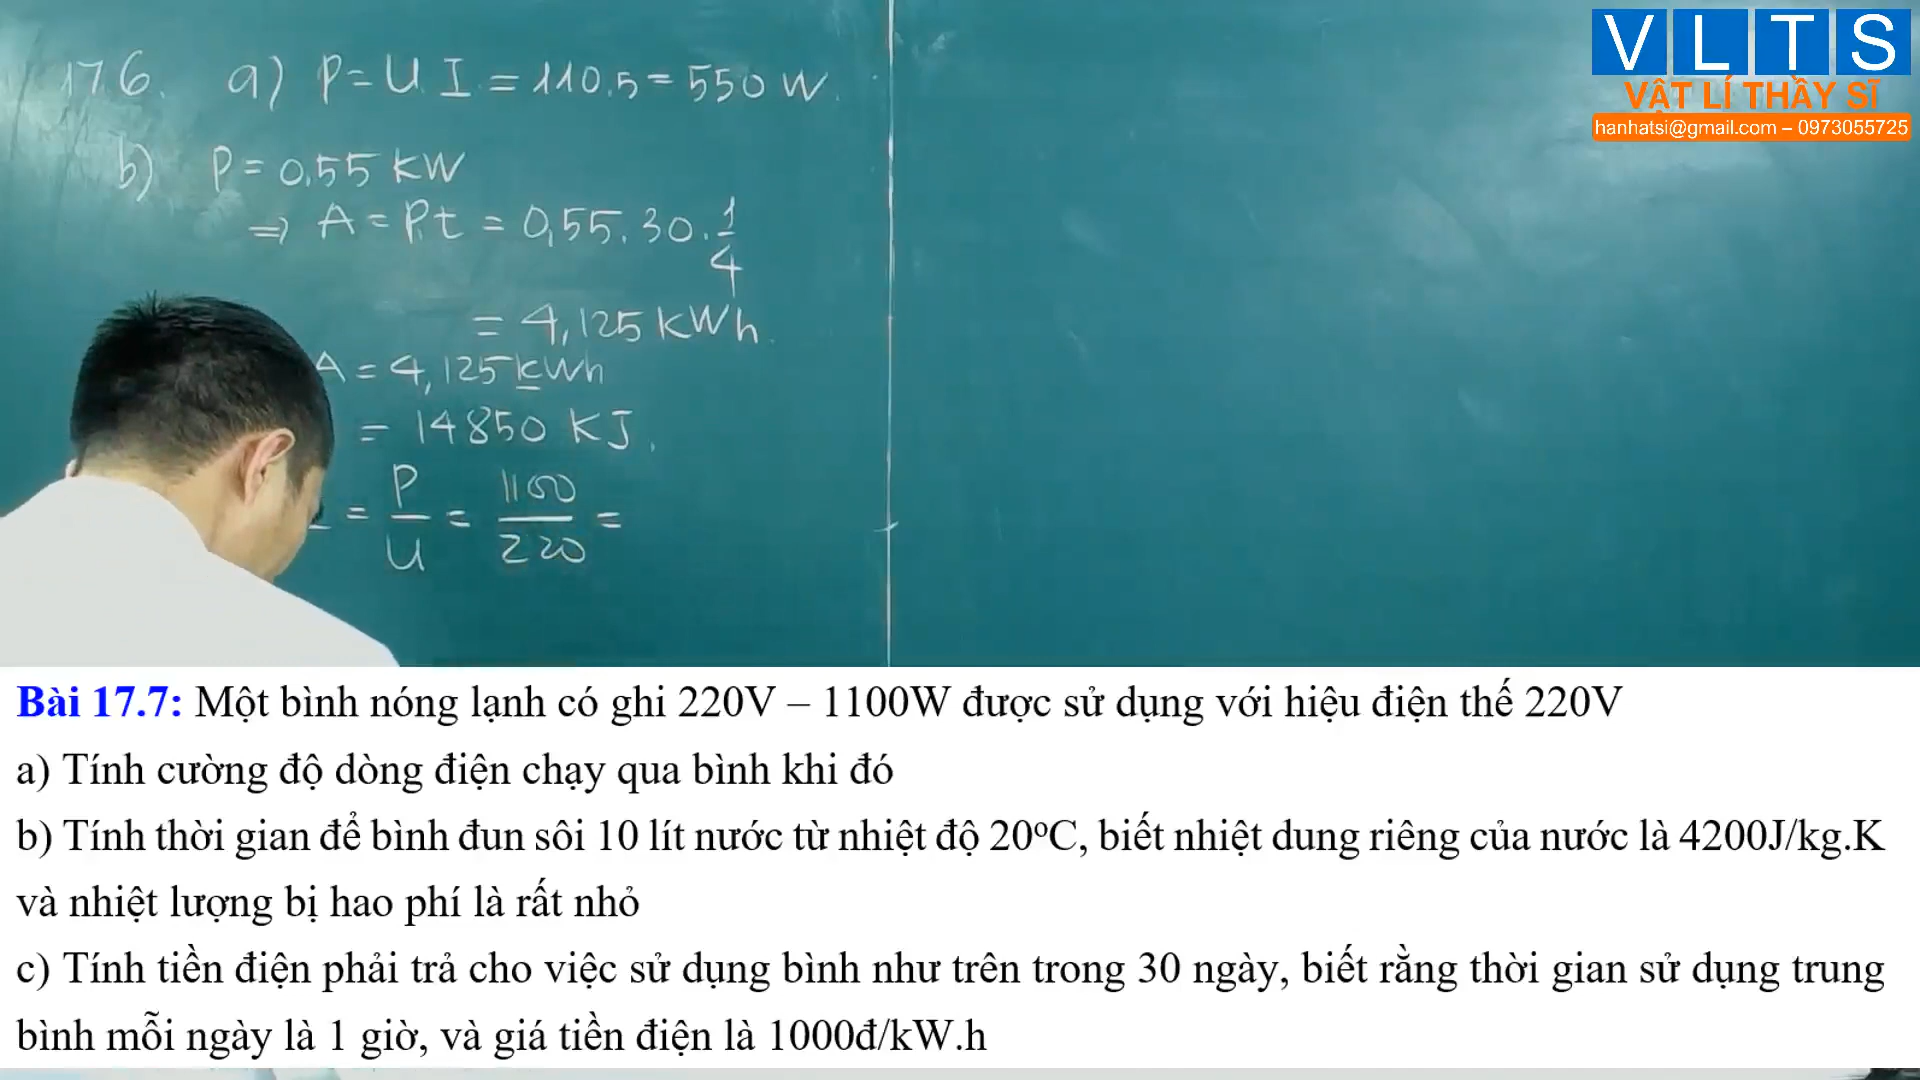 17.6. a) P = U.I = 110.5 = 550 W.
b) P = 0,55 KW
=> A = P.t = 0,55.30.1/4
= 4,125 KWh.
A = 4,125 kWh
= 14850 KJ.
= P/U = 1100/220 =
VLTS
VẬT LÍ THẦY SĨ
hanhatsi@gmail.com – 0973055725
Bài 17.7: Một bình nóng lạnh có ghi 220V – 1100W được sử dụng với hiệu điện thế 220V
a) Tính cường độ dòng điện chạy qua bình khi đó
b) Tính thời gian để bình đun sôi 10 lít nước từ nhiệt độ 20ºC, biết nhiệt dung riêng của nước là 4200J/kg.K
và nhiệt lượng bị hao phí là rất nhỏ
c) Tính tiền điện phải trả cho việc sử dụng bình như trên trong 30 ngày, biết rằng thời gian sử dụng trung
bình mỗi ngày là 1 giờ, và giá tiền điện là 1000đ/kW.h